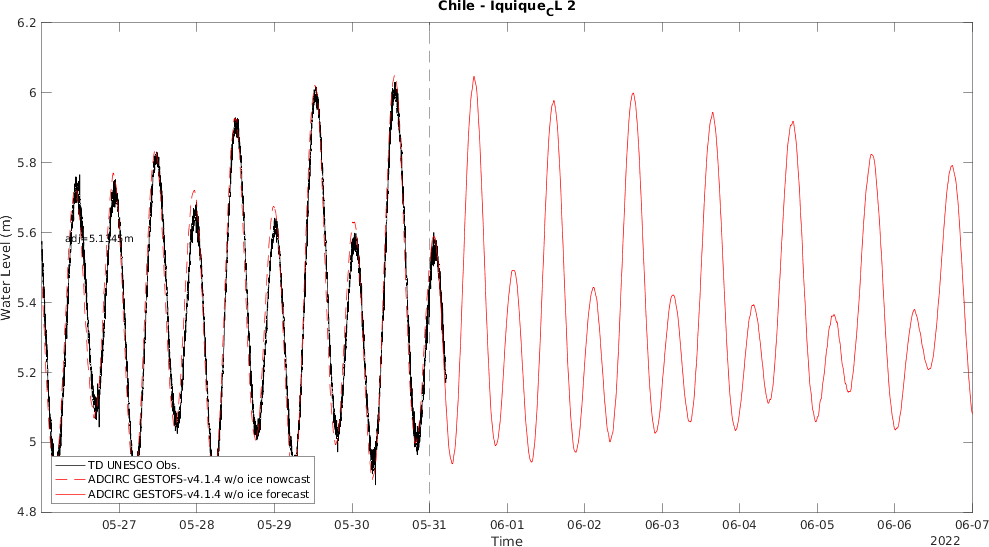 Chile - Iquique_CL 2
6.2
6
5.8
5.6
5.4
5.2
5
4.8
Water Level (m)
adj=5.1345m
TD UNESCO Obs.
ADCIRC GESTOFS-v4.1.4 w/o ice nowcast
ADCIRC GESTOFS-v4.1.4 w/o ice forecast
05-27 05-28 05-29 05-30 05-31 06-01 06-02 06-03 06-04 06-05 06-06 06-07
Time
2022